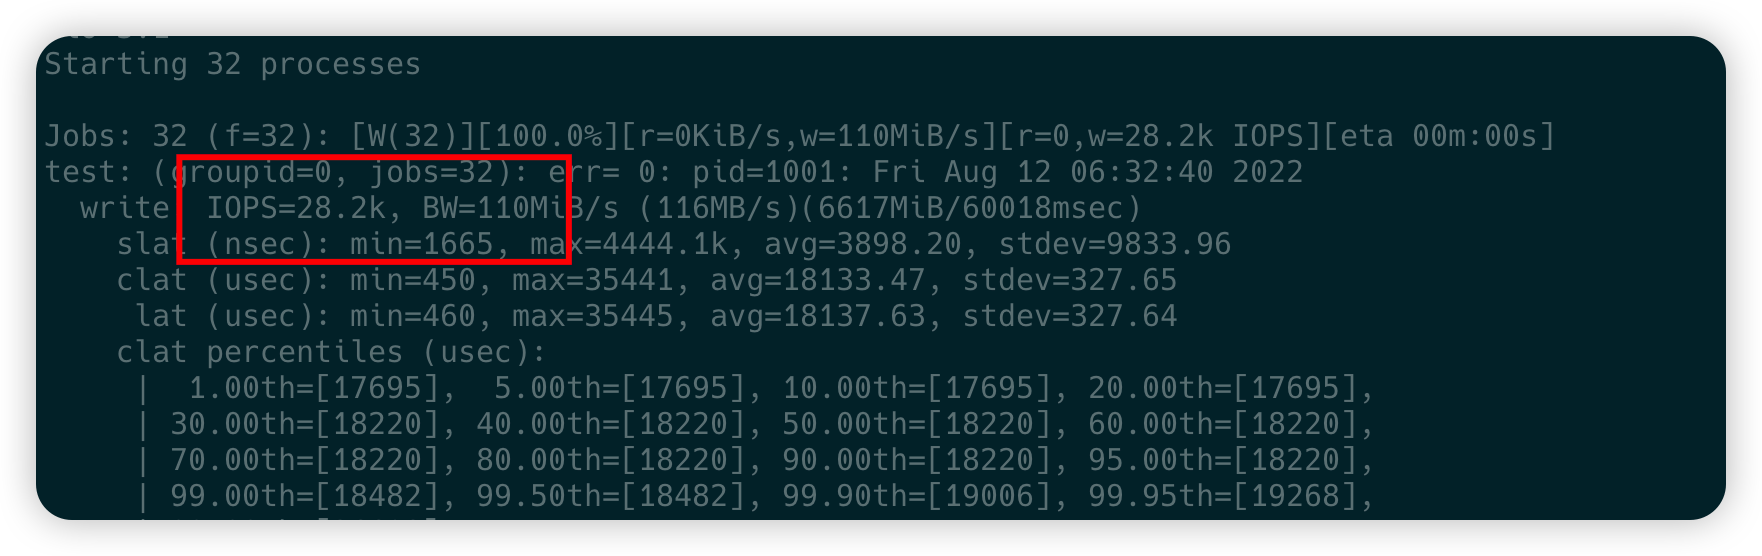 Starting 32 processes
Jobs: 32 (f=32): [W(32)][100.0%][r=0KiB/s,w=110MiB/s][r=0,w=28.2k IOPS][eta 00m:00s]
test: (groupid=0, jobs=32): err= 0: pid=1001: Fri Aug 12 06:32:40 2022
write IOPS=28.2k, BW=110MiB/s (116MB/s)(6617MiB/60018msec)
slat (nsec): min=1665, max=4444.1k, avg=3898.20, stdev=9833.96
clat (usec): min=450, max=35441, avg=18133.47, stdev=327.65
lat (usec): min=460, max=35445, avg=18137.63, stdev=327.64
clat percentiles (usec):
| 1.00th=[17695], 5.00th=[17695], 10.00th=[17695], 20.00th=[17695],
| 30.00th=[18220], 40.00th=[18220], 50.00th=[18220], 60.00th=[18220],
| 70.00th=[18220], 80.00th=[18220], 90.00th=[18220], 95.00th=[18220],
| 99.00th=[18482], 99.50th=[18482], 99.90th=[19006], 99.95th=[19268],